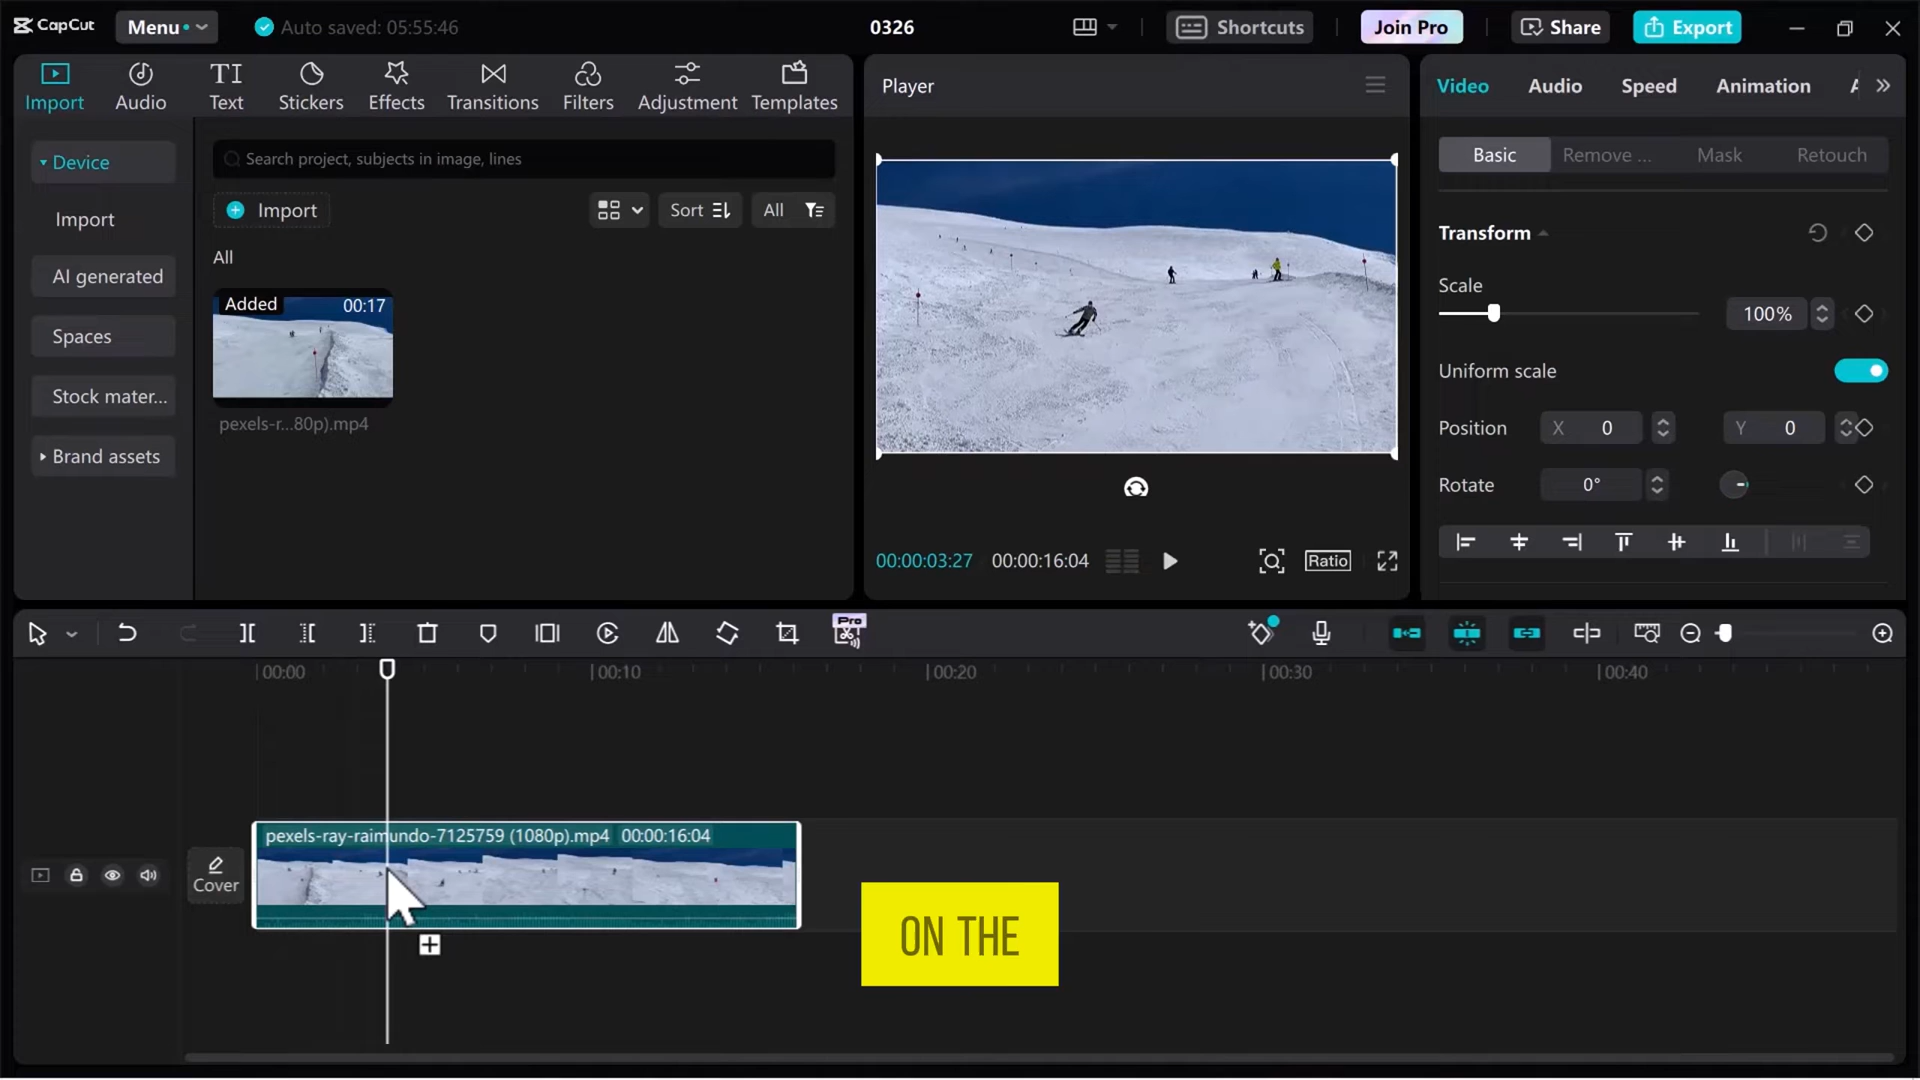 CapCut
Menu
Auto saved: 05:55:46
0326
Shortcuts
Join Pro
Share
Export
Import
Audio
Text
Stickers
Effects
Transitions
Filters
Adjustment
Templates
Device
Import
AI generated
Spaces
Stock mater...
Brand assets
Search project, subjects in image, lines
Import
Sort
All
All
Added 00:17
pexels-r...80p).mp4
Player
00:00:03:27 00:00:16:04
Ratio
Video Audio Speed Animation
Basic Remove ... Mask Retouch
Transform
Scale 100%
Uniform scale
Position X 0 Y 0
Rotate 0°
Pro
00:00 00:10 00:20 00:30 00:40
Cover
pexels-ray-raimundo-7125759 (1080p).mp4 00:00:16:04
ON THE